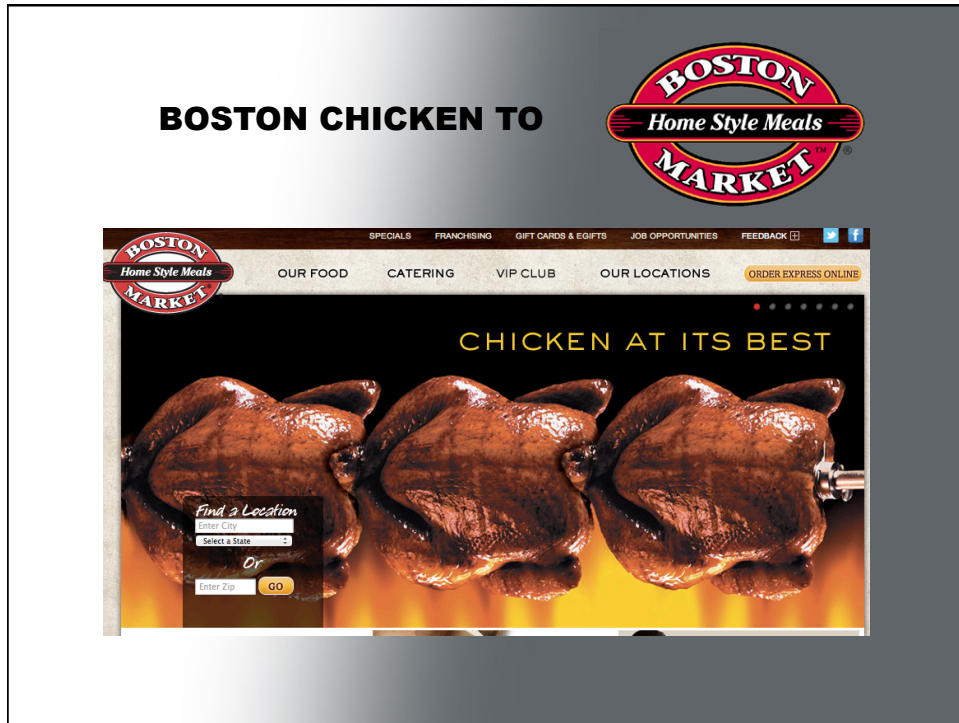 BOSTON CHICKEN TO
BOSTON
Home Style Meals
MARKET™ ®
SPECIALS FRANCHISING GIFT CARDS & EGIFTS JOB OPPORTUNITIES FEEDBACK
BOSTON
Home Style Meals
MARKET®
OUR FOOD CATERING VIP CLUB OUR LOCATIONS ORDER EXPRESS ONLINE
CHICKEN AT ITS BEST
Find a Location
Enter City
Select a State
Or
Enter Zip GO